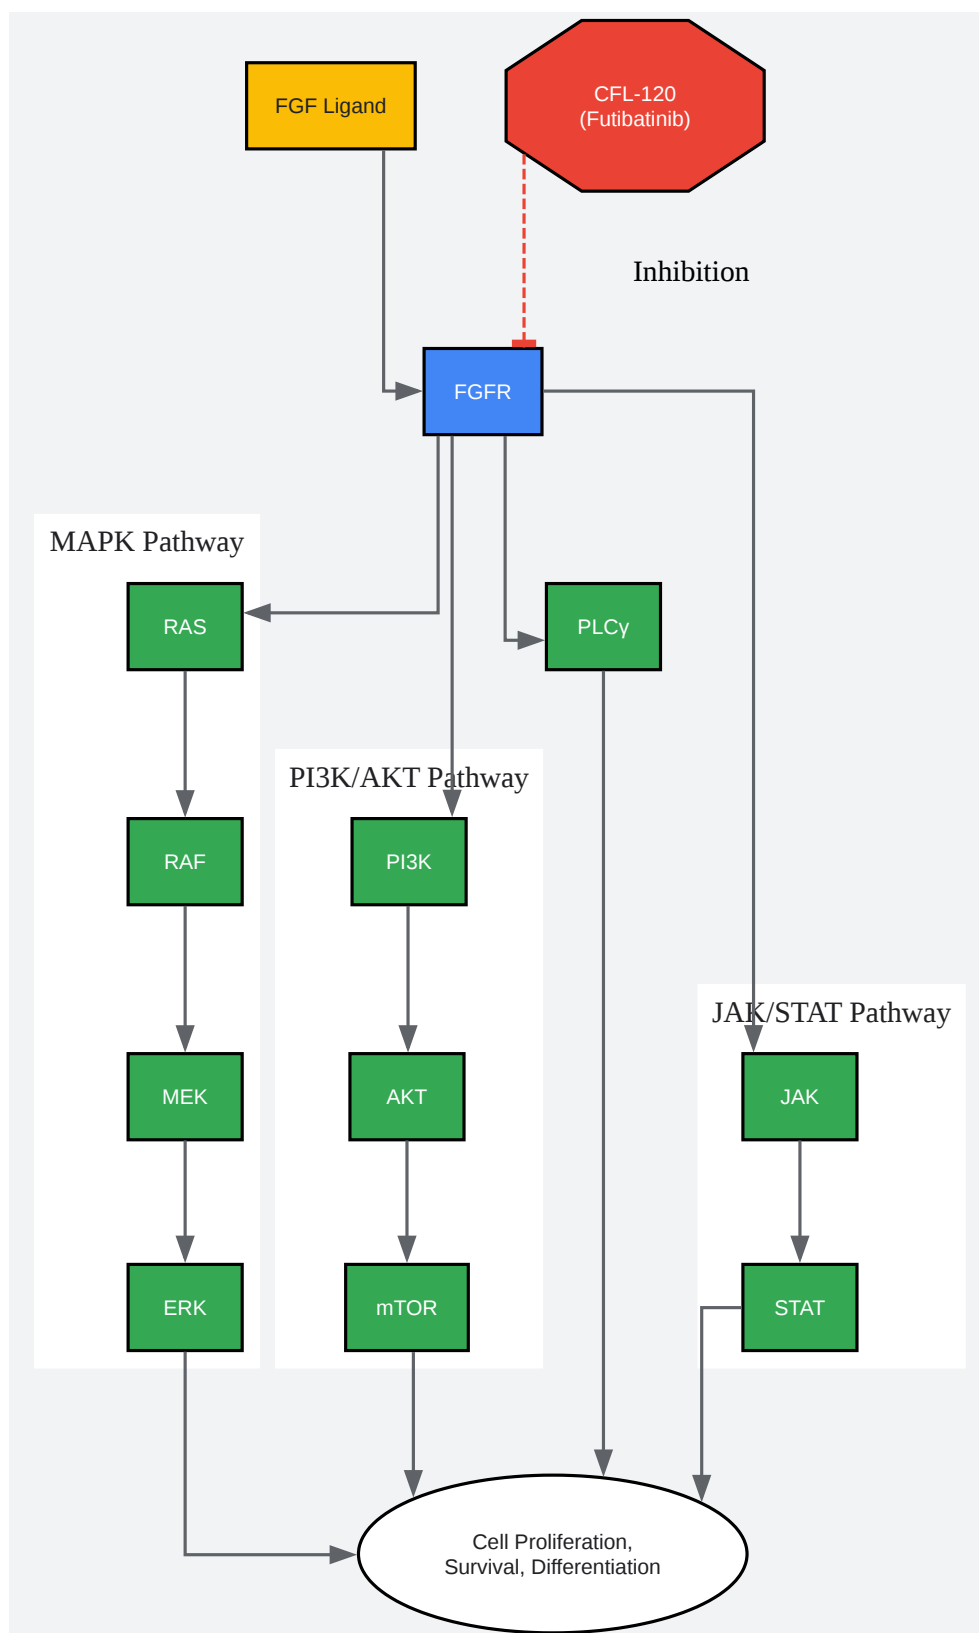 FGF Ligand
CFL-120
(Futibatinib)
Inhibition
FGFR
MAPK Pathway
RAS
PLCγ
PI3K/AKT Pathway
RAF
PI3K
JAK/STAT Pathway
MEK
AKT
JAK
ERK
mTOR
STAT
Cell Proliferation,
Survival, Differentiation